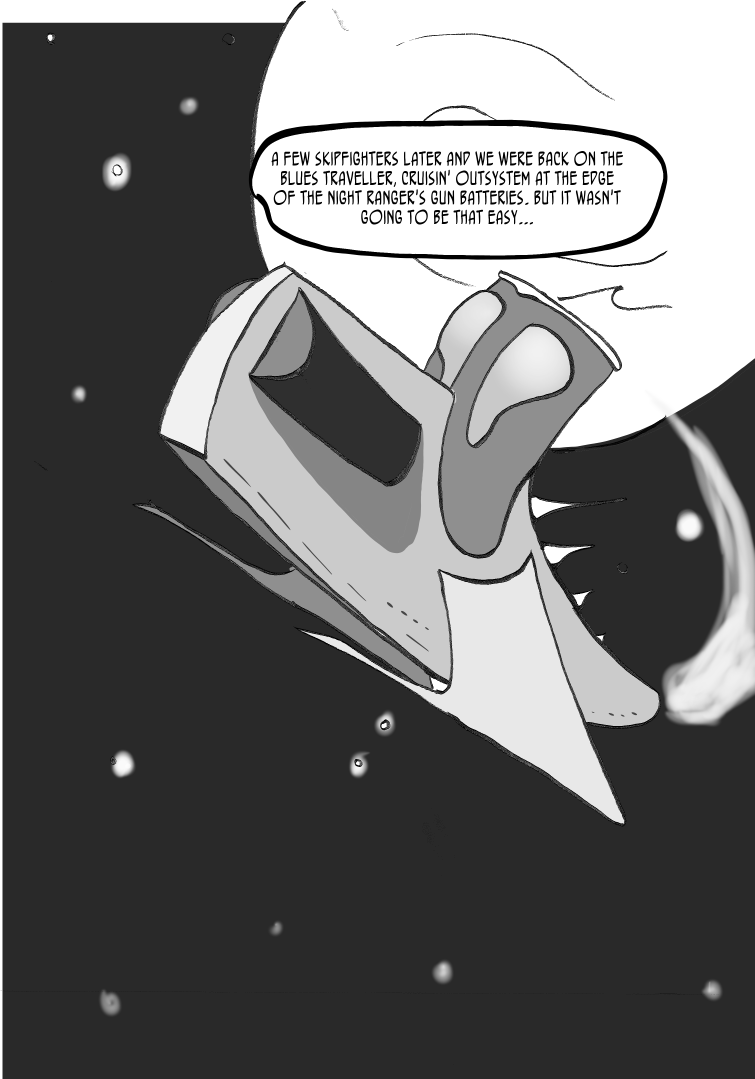 A FEW SKIPFIGHTERS LATER AND WE WERE BACK ON THE
BLUES TRAVELLER, CRUISIN' OUTSYSTEM AT THE EDGE
OF THE NIGHT RANGER'S GUN BATTERIES. BUT IT WASN'T
GOING TO BE THAT EASY...